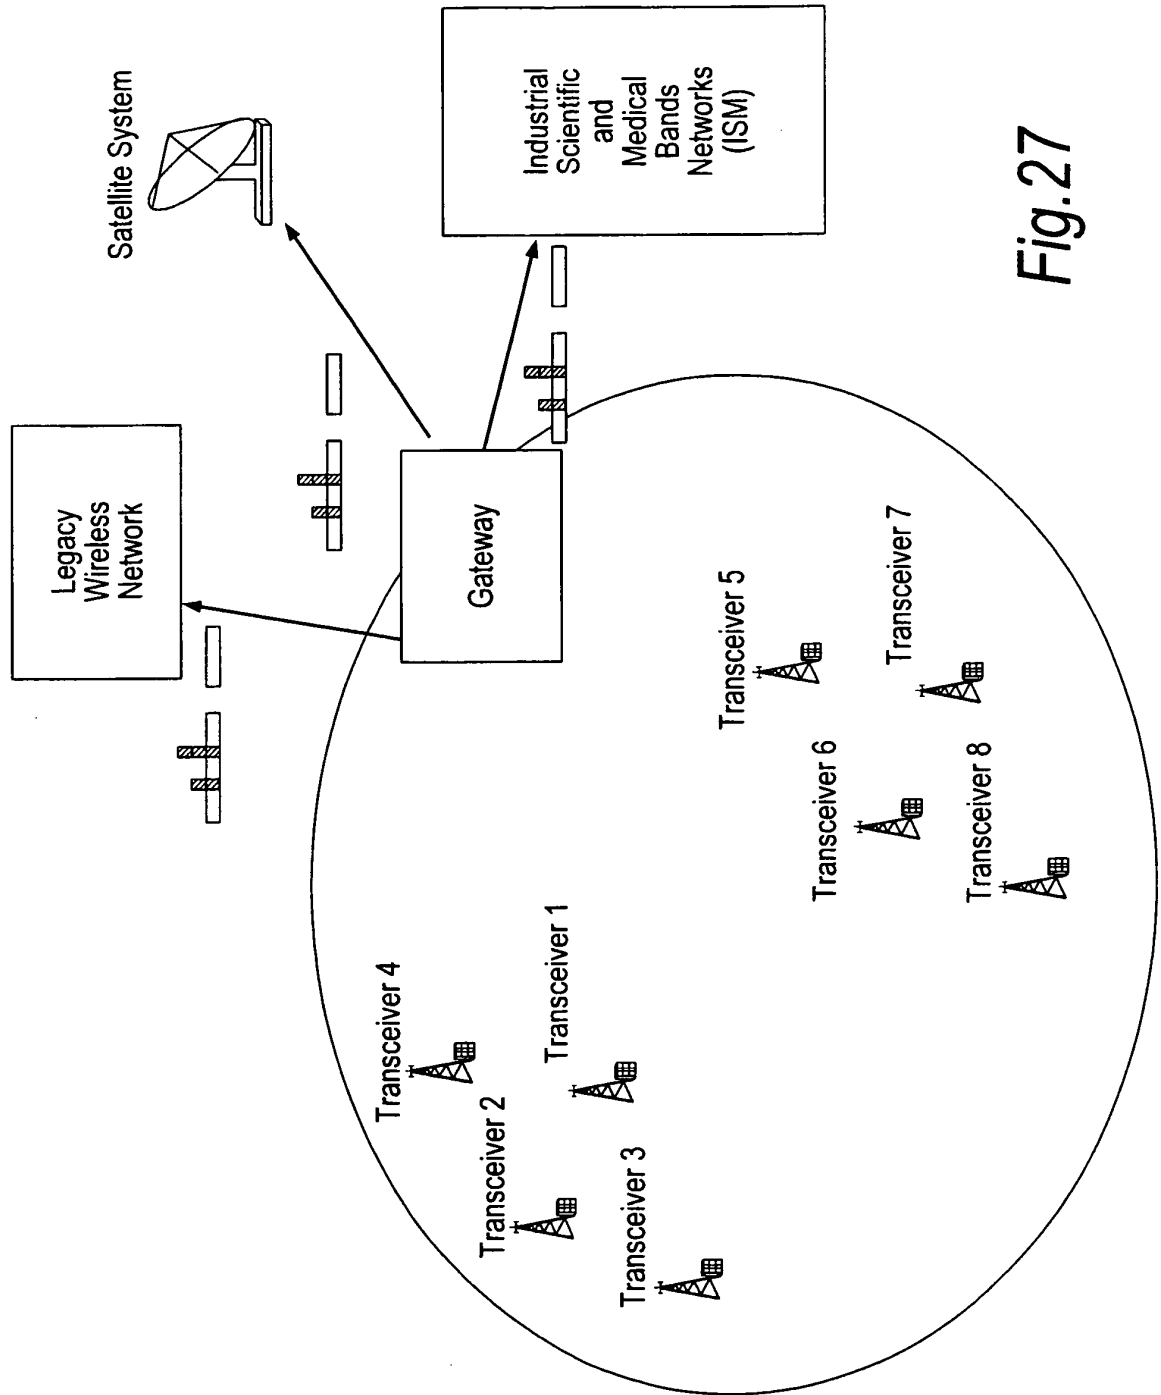 Legacy
Wireless
Network
Satellite System
Gateway
Industrial
Scientific
and
Medical
Bands
Networks
(ISM)
Transceiver 4
Transceiver 2
Transceiver 1
Transceiver 3
Transceiver 5
Transceiver 6
Transceiver 7
Transceiver 8
Fig.27